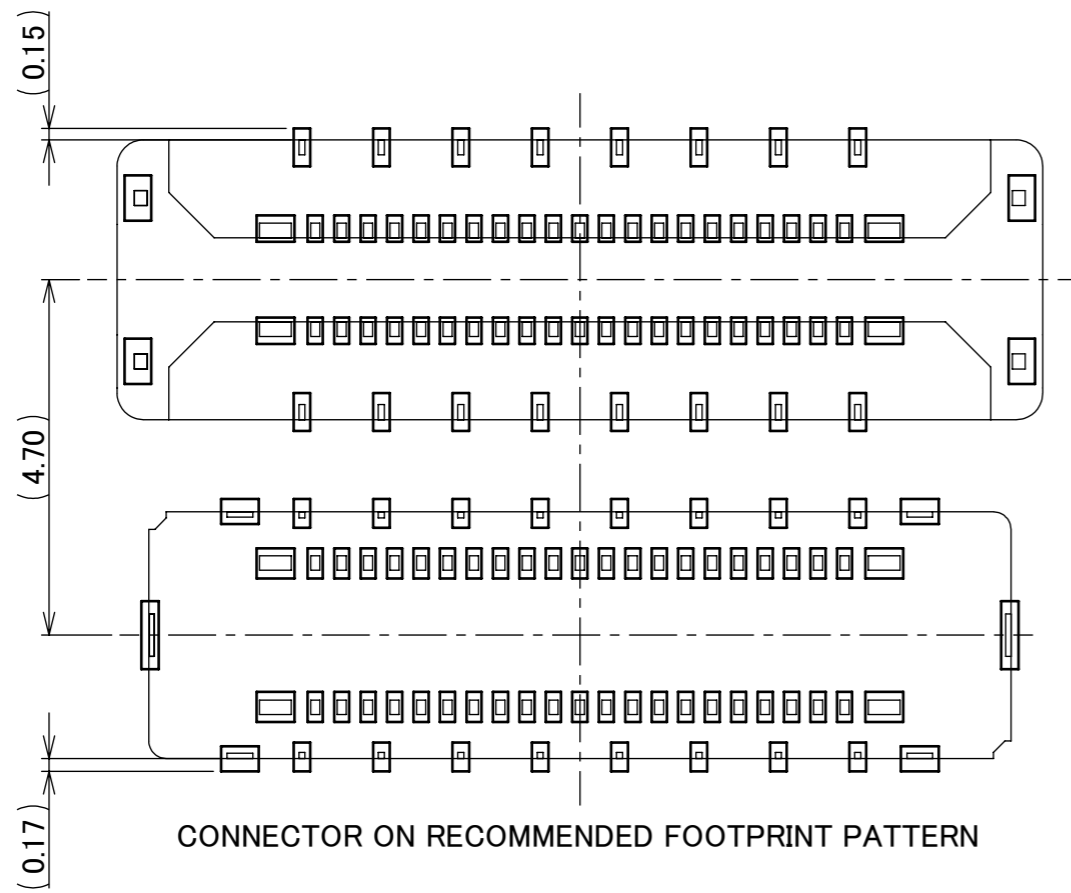 (0.15)
(4.70)
(0.17)
CONNECTOR ON RECOMMENDED FOOTPRINT PATTERN